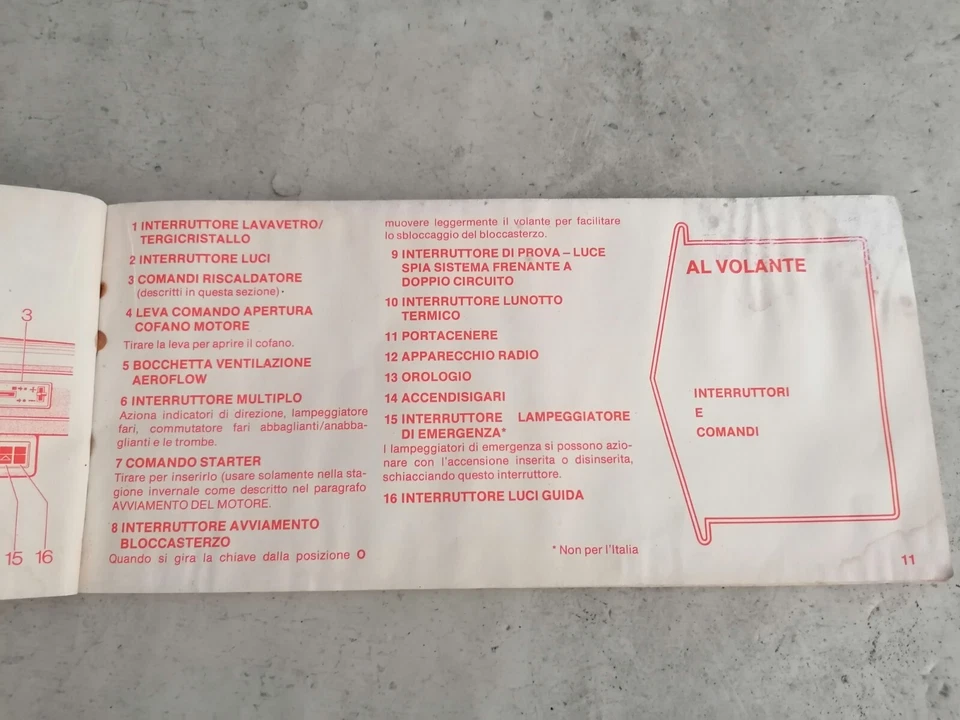 3
15 16
1 INTERRUTTORE LAVAVETRO/
TERGICRISTALLO
2 INTERRUTTORE LUCI
3 COMANDI RISCALDATORE
(descritti in questa sezione).
4 LEVA COMANDO APERTURA
COFANO MOTORE
Tirare la leva per aprire il cofano.
5 BOCCHETTA VENTILAZIONE
AEROFLOW
6 INTERRUTTORE MULTIPLO
Aziona indicatori di direzione, lampeggiatore
fari, commutatore fari abbaglianti/anabba-
glianti e le trombe.
7 COMANDO STARTER
Tirare per inserirlo (usare solamente nella sta-
gione invernale come descritto nel paragrafo
AVVIAMENTO DEL MOTORE.
8 INTERRUTTORE AVVIAMENTO
BLOCCASTERZO
Quando si gira la chiave dalla posizione O
muovere leggermente il volante per facilitare
lo sbloccaggio del bloccasterzo.
9 INTERRUTTORE DI PROVA – LUCE
SPIA SISTEMA FRENANTE A
DOPPIO CIRCUITO
10 INTERRUTTORE LUNOTTO
TERMICO
11 PORTACENERE
12 APPARECCHIO RADIO
13 OROLOGIO
14 ACCENDISIGARI
15 INTERRUTTORE LAMPEGGIATORE
DI EMERGENZA*
I lampeggiatori di emergenza si possono azio-
nare con l'accensione inserita o disinserita,
schiacciando questo interruttore.
16 INTERRUTTORE LUCI GUIDA
* Non per l'Italia
AL VOLANTE
INTERRUTTORI
E
COMANDI
11